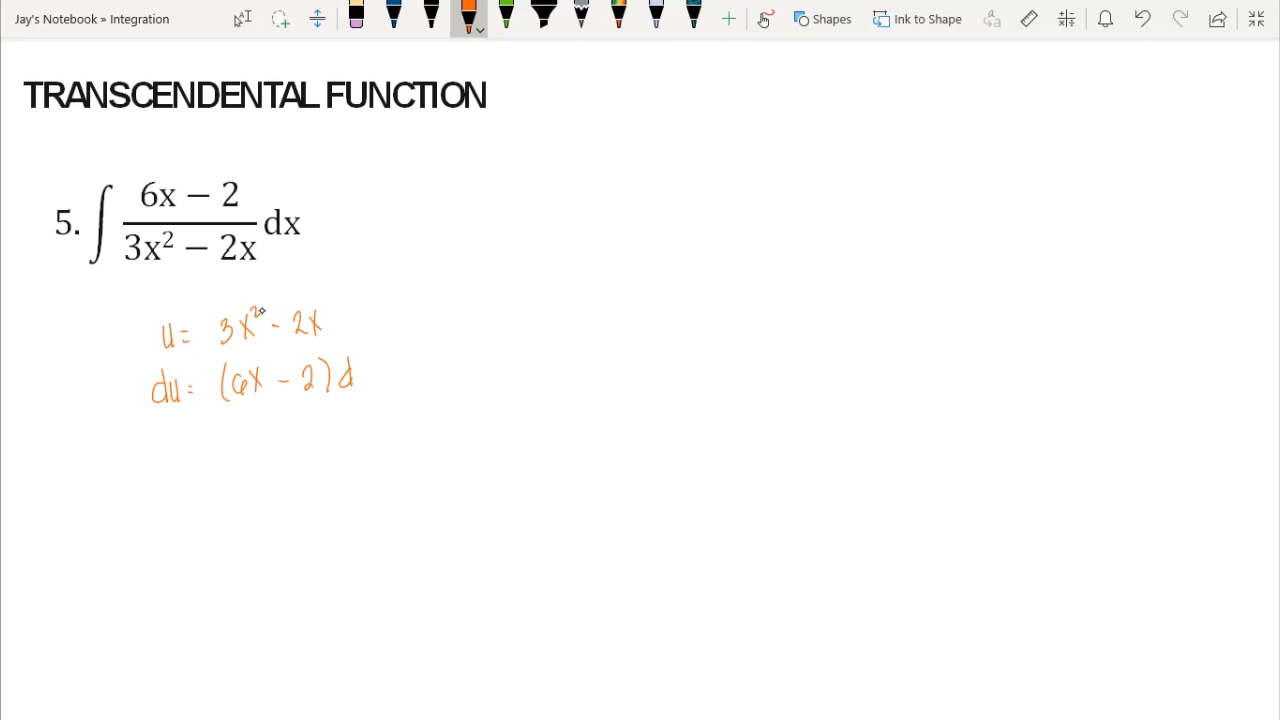 Jay's Notebook » Integration
Shapes
Ink to Shape
TRANSCENDENTAL FUNCTION
5. ∫ (6x − 2)/(3x² − 2x) dx
u = 3x² - 2x
du = (6x - 2) d